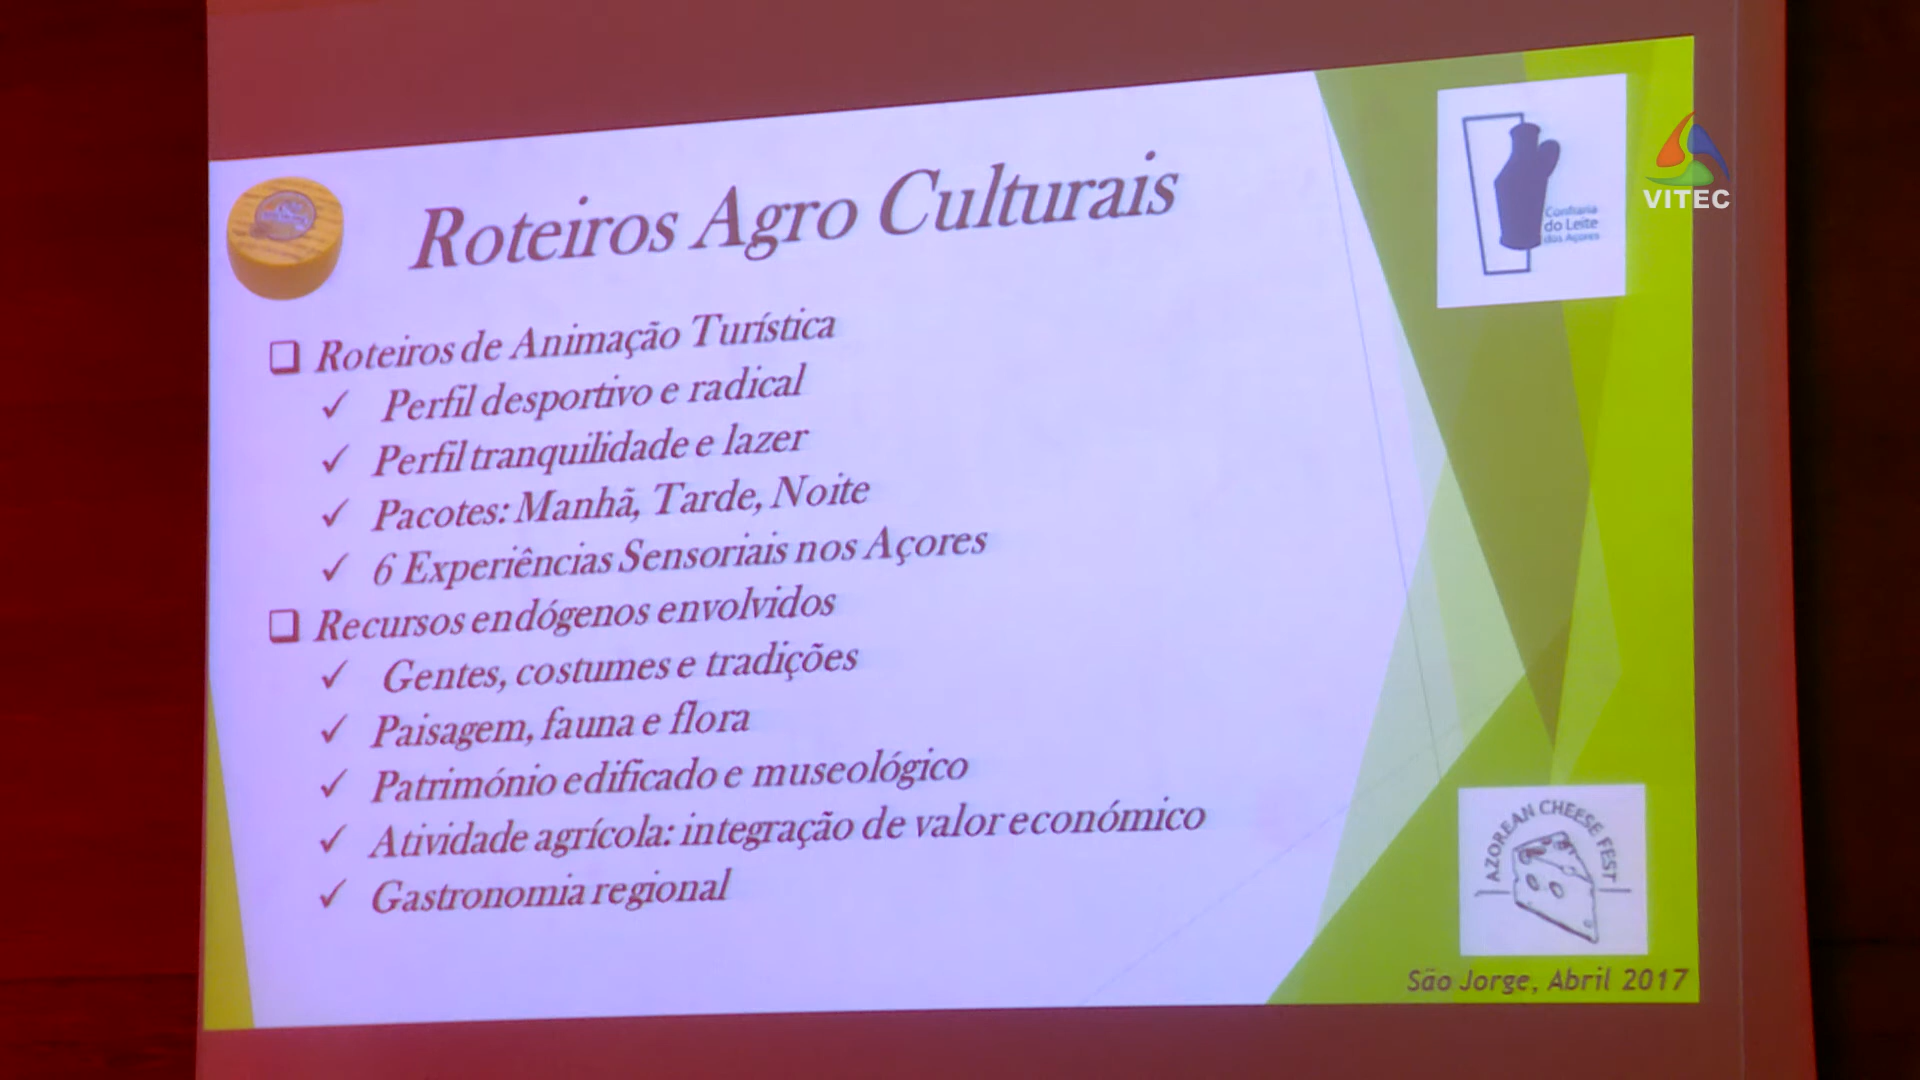 Roteiros Agro Culturais
Roteiros de Animação Turística
Perfil desportivo e radical
Perfil tranquilidade e lazer
Pacotes: Manhã, Tarde, Noite
6 Experiências Sensoriais nos Açores
Recursos endógenos envolvidos
Gentes, costumes e tradições
Paisagem, fauna e flora
Património edificado e museológico
Atividade agrícola: integração de valor económico
Gastronomia regional
Confraria
do Leite
dos Açores
VITEC
AZOREAN CHEESE FEST
São Jorge, Abril 2017